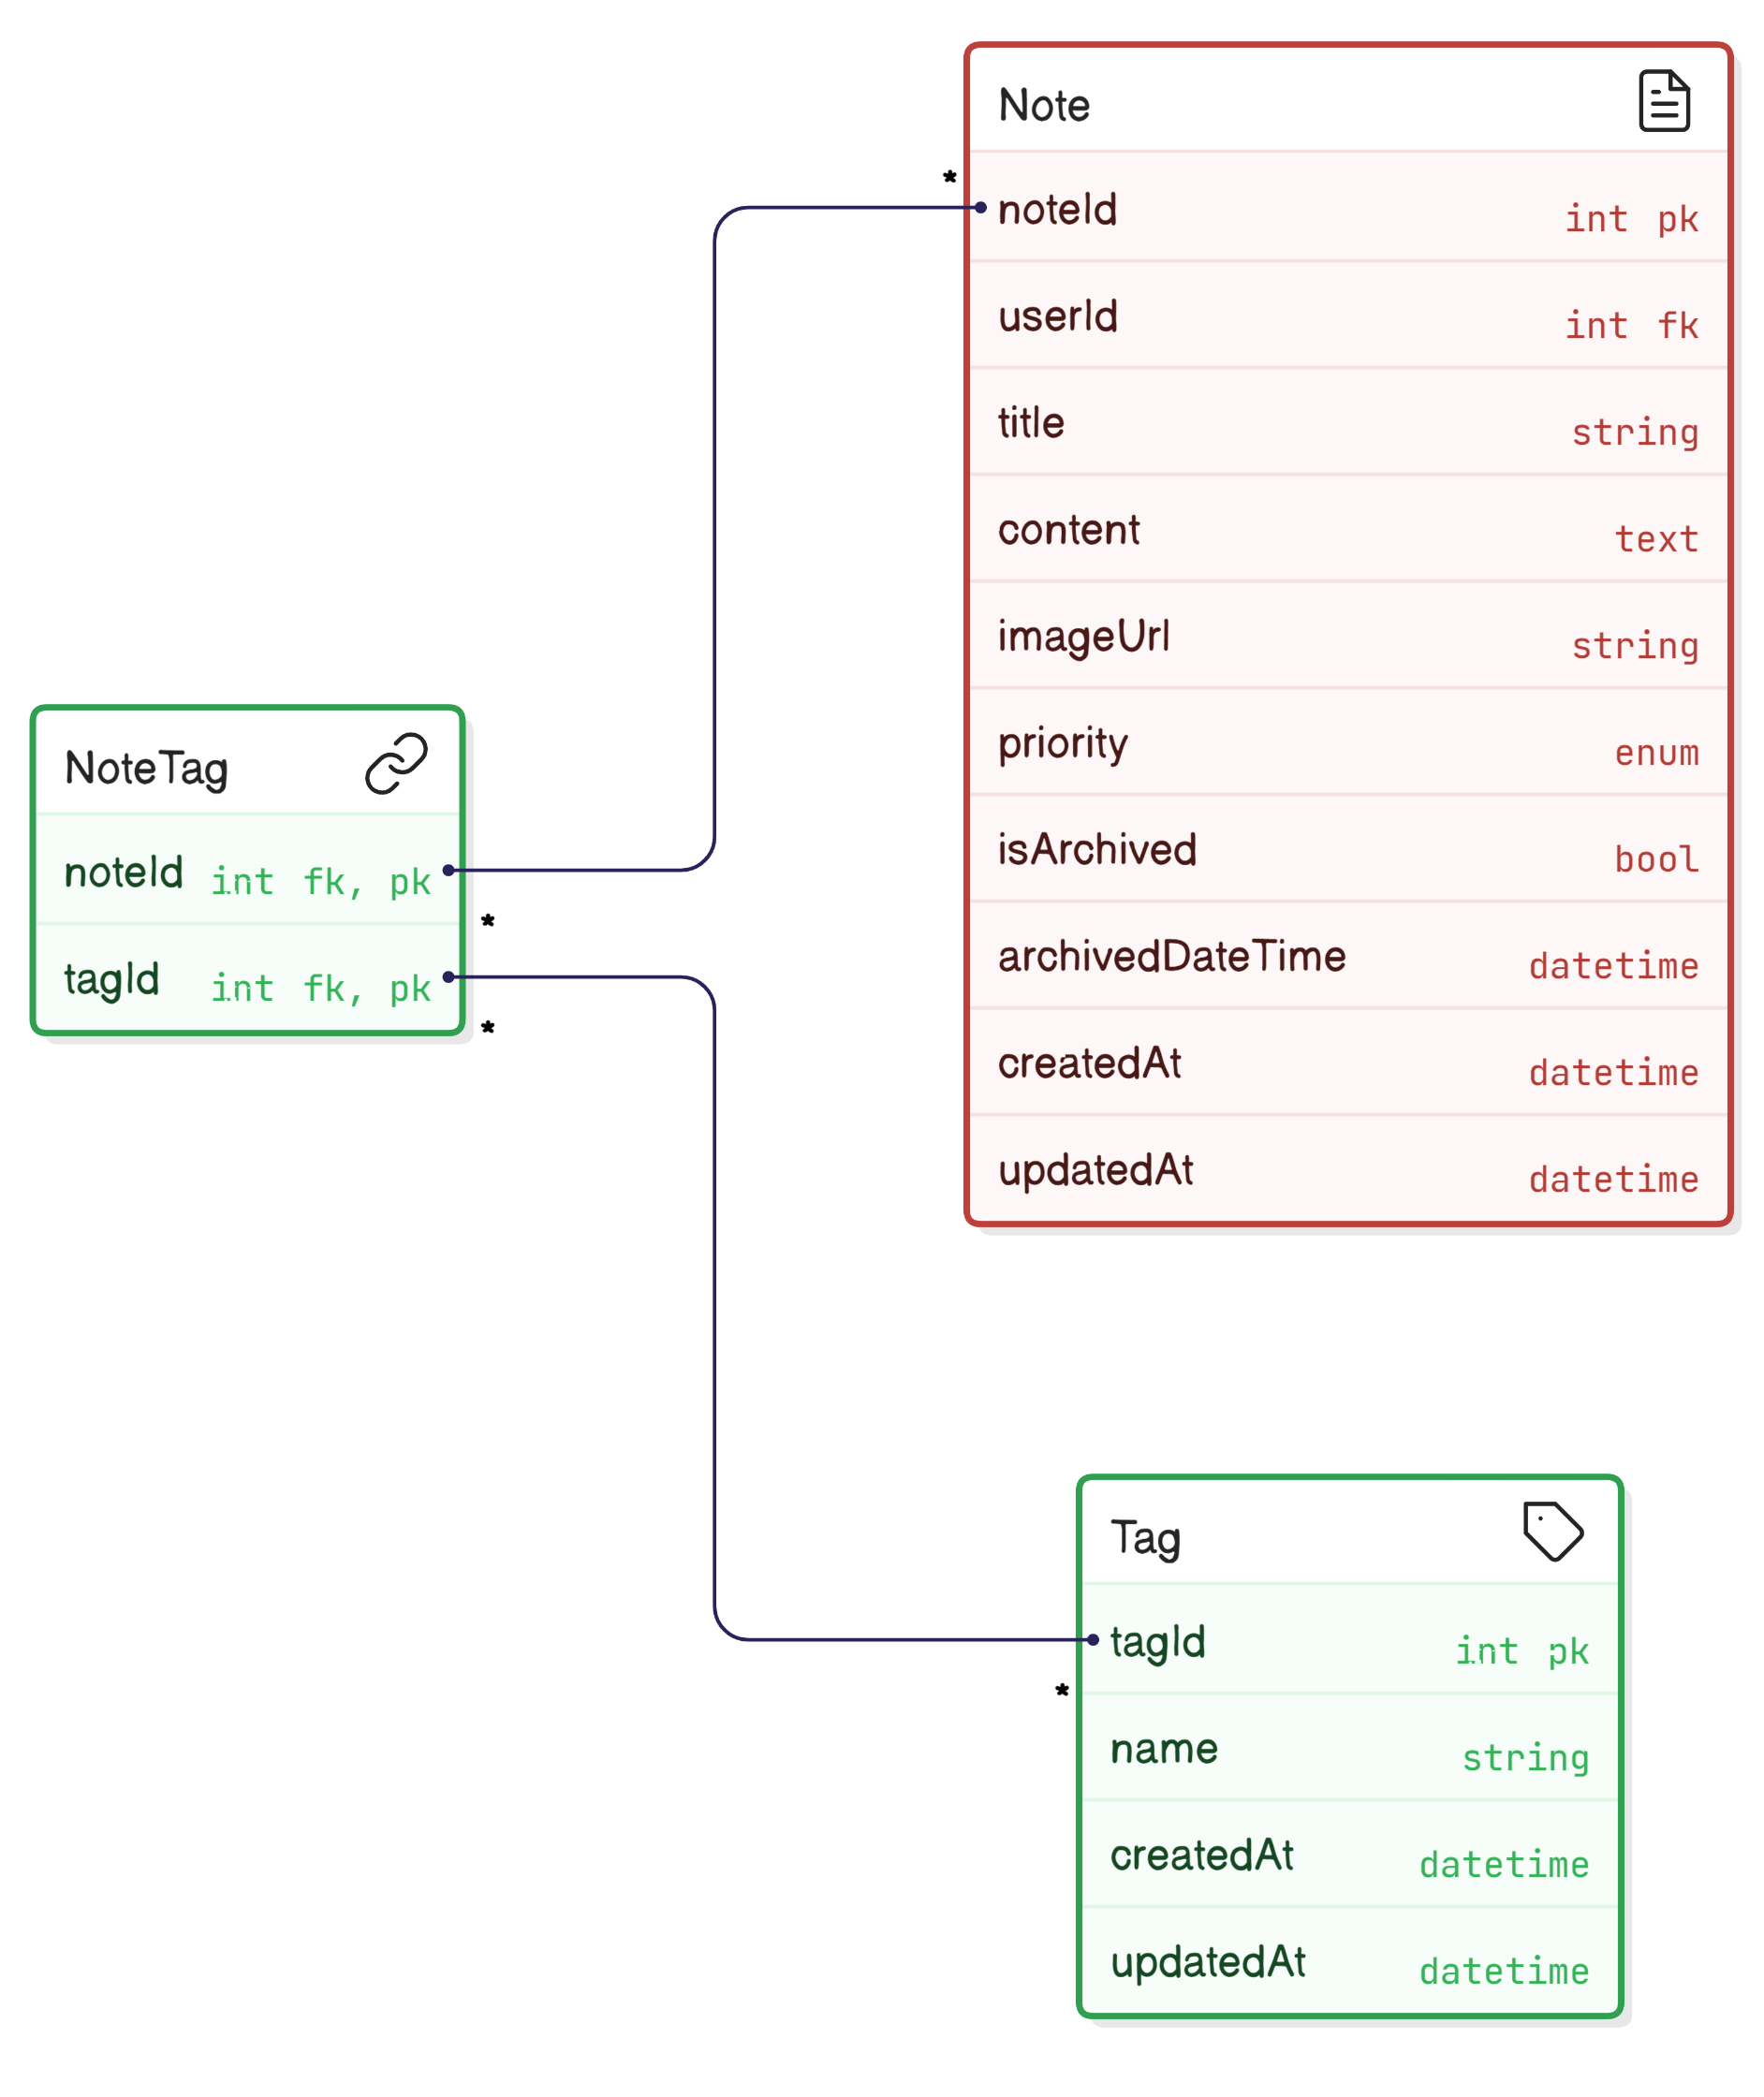 Note
*
noteId int pk
userId int fk
title string
content text
imageUrl string
priority enum
isArchived bool
archivedDateTime datetime
createdAt datetime
updatedAt datetime
NoteTag
noteId int fk, pk
*
tagId int fk, pk
*
Tag
tagId int pk
*
name string
createdAt datetime
updatedAt datetime